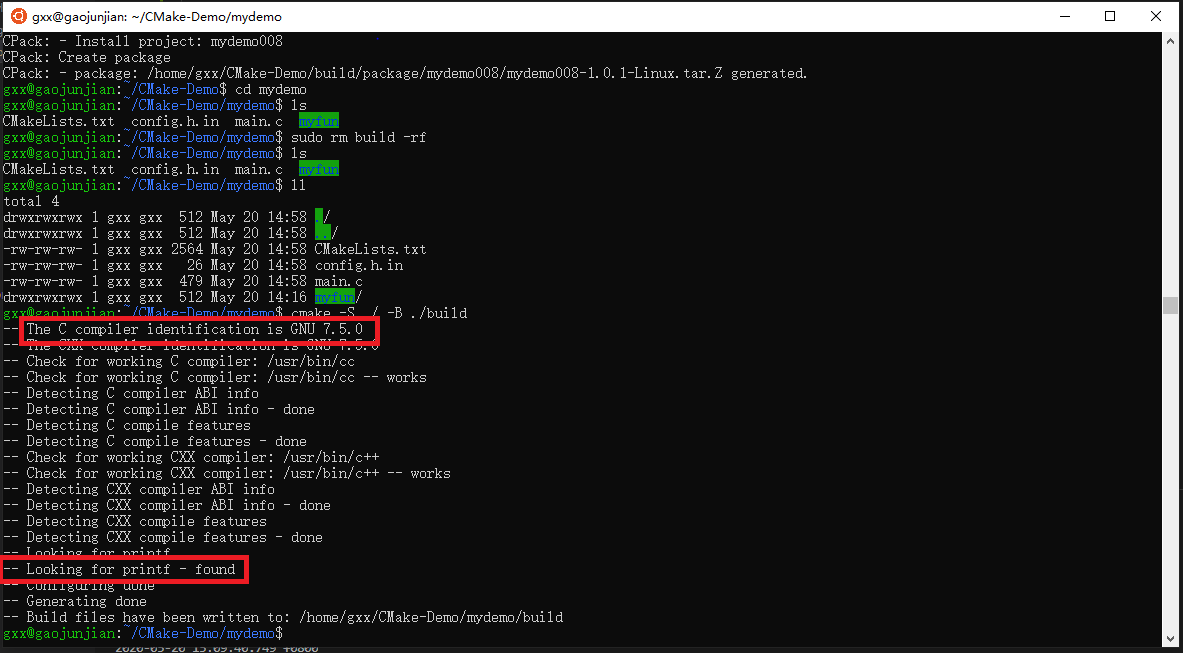 gxx@gaojunjian: ~/CMake-Demo/mydemo
CPack: - Install project: mydemo008
CPack: Create package
CPack: - package: /home/gxx/CMake-Demo/build/package/mydemo008/mydemo008-1.0.1-Linux.tar.Z generated.
gxx@gaojunjian:~/CMake-Demo$ cd mydemo
gxx@gaojunjian:~/CMake-Demo/mydemo$ ls
CMakeLists.txt  config.h.in  main.c  myfun
gxx@gaojunjian:~/CMake-Demo/mydemo$ sudo rm build -rf
gxx@gaojunjian:~/CMake-Demo/mydemo$ ls
CMakeLists.txt  config.h.in  main.c  myfun
gxx@gaojunjian:~/CMake-Demo/mydemo$ ll
total 4
drwxrwxrwx 1 gxx gxx  512 May 20 14:58 ./
drwxrwxrwx 1 gxx gxx  512 May 20 14:58 ../
-rw-rw-rw- 1 gxx gxx 2564 May 20 14:58 CMakeLists.txt
-rw-rw-rw- 1 gxx gxx   26 May 20 14:58 config.h.in
-rw-rw-rw- 1 gxx gxx  479 May 20 14:58 main.c
drwxrwxrwx 1 gxx gxx  512 May 20 14:16 myfun/
gxx@gaojunjian:~/CMake-Demo/mydemo$ cmake -S ./ -B ./build
-- The C compiler identification is GNU 7.5.0
-- The CXX compiler identification is GNU 7.5.0
-- Check for working C compiler: /usr/bin/cc
-- Check for working C compiler: /usr/bin/cc -- works
-- Detecting C compiler ABI info
-- Detecting C compiler ABI info - done
-- Detecting C compile features
-- Detecting C compile features - done
-- Check for working CXX compiler: /usr/bin/c++
-- Check for working CXX compiler: /usr/bin/c++ -- works
-- Detecting CXX compiler ABI info
-- Detecting CXX compiler ABI info - done
-- Detecting CXX compile features
-- Detecting CXX compile features - done
-- Looking for printf
-- Looking for printf - found
-- Configuring done
-- Generating done
-- Build files have been written to: /home/gxx/CMake-Demo/mydemo/build
gxx@gaojunjian:~/CMake-Demo/mydemo$